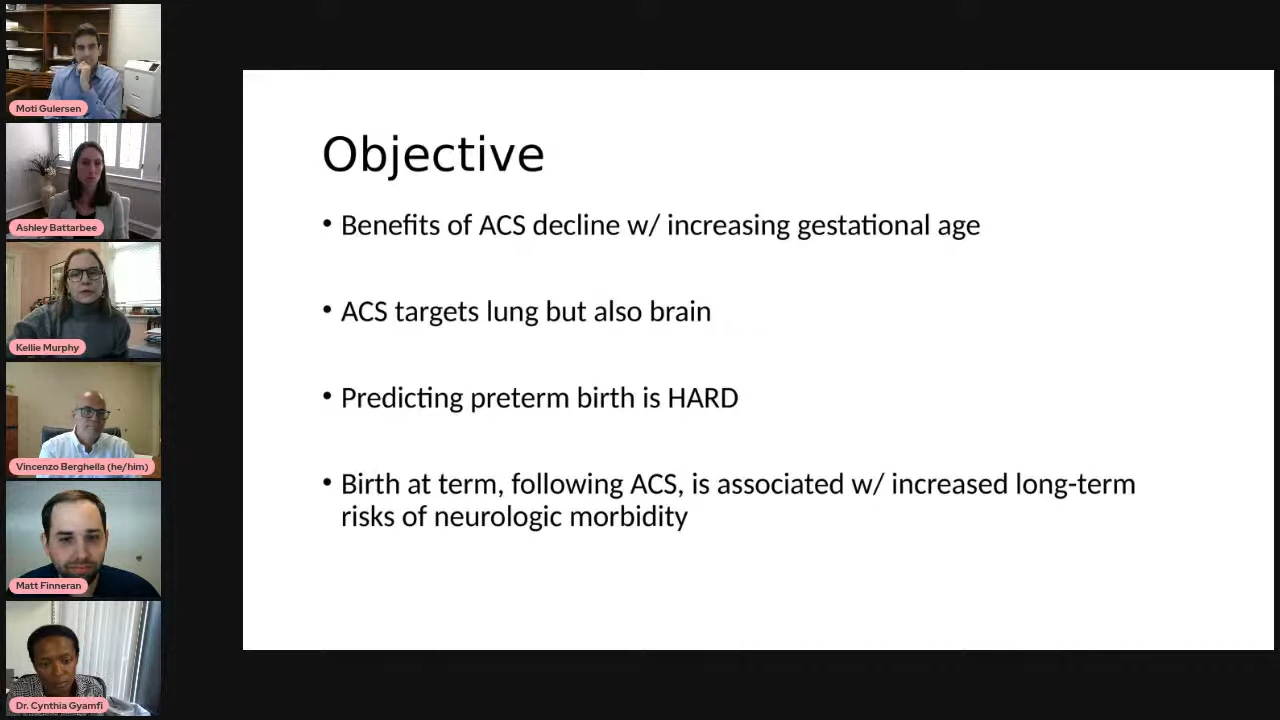 Moti Gulersen
Ashley Battarbee
Kellie Murphy
Vincenzo Berghella (he/him)
Matt Finneran
Dr. Cynthia Gyamfi
Objective
• Benefits of ACS decline w/ increasing gestational age
• ACS targets lung but also brain
• Predicting preterm birth is HARD
• Birth at term, following ACS, is associated w/ increased long-term
risks of neurologic morbidity